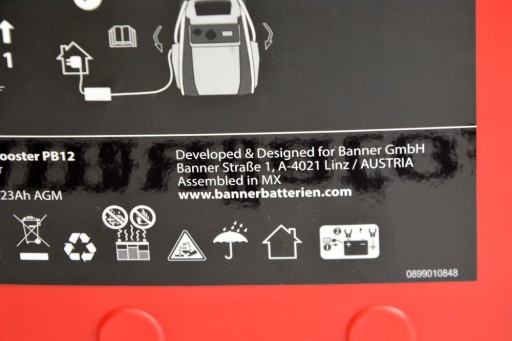 1
ooster PB12
Developed & Designed for Banner GmbH
Banner Straße 1, A-4021 Linz / AUSTRIA
Assembled in MX
23Ah AGM
www.bannerbatterien.com
0899010848